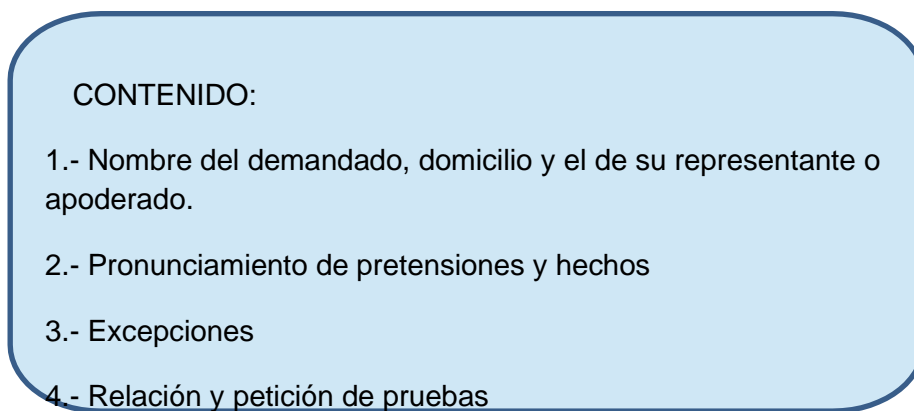 CONTENIDO:
1.- Nombre del demandado, domicilio y el de su representante o
apoderado.
2.- Pronunciamiento de pretensiones y hechos
3.- Excepciones
4.- Relación y petición de pruebas